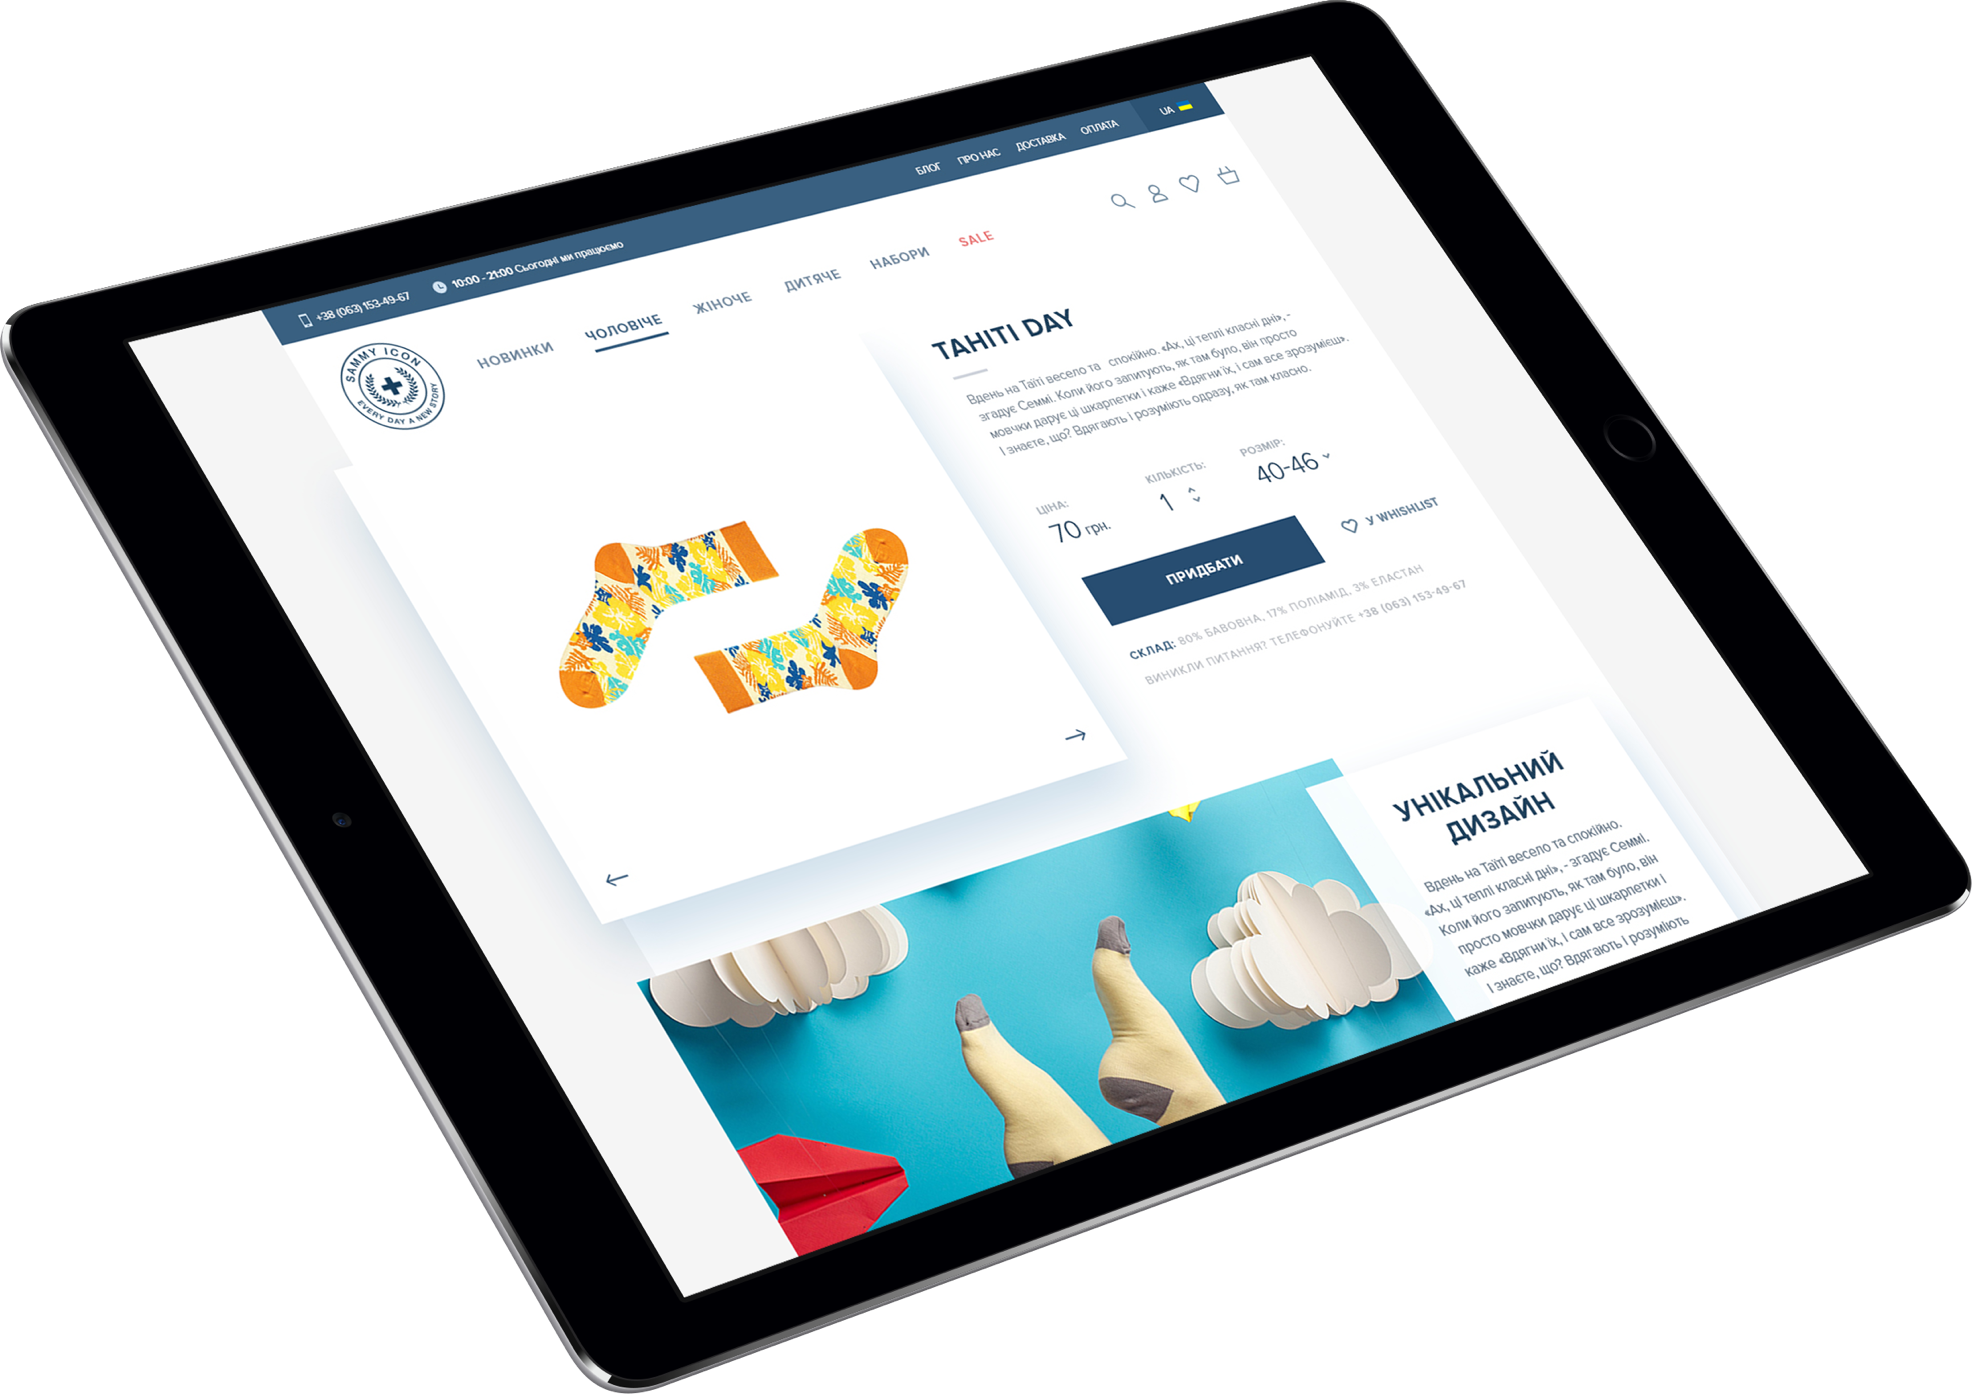 +38 (063) 153-49-67
10:00 - 21:00 Сьогодні ми працюємо
БЛОГ
ПРО НАС
ДОСТАВКА
ОПЛАТА
UA
SAMMY ICON
EVERY DAY A NEW STORY
НОВИНКИ
ЧОЛОВІЧЕ
ЖІНОЧЕ
ДИТЯЧЕ
НАБОРИ
SALE
TAHITI DAY
Вдень на Таїті весело та спокійно. «Ах, ці теплі класні дні», -
згадує Семмі. Коли його запитують, як там було, він просто
мовчки дарує ці шкарпетки і каже «Вдягни їх, і сам все зрозумієш».
І знаєте, що? Вдягають і розуміють одразу, як там класно.
ЦІНА:
70 грн.
КІЛЬКІСТЬ:
1
РОЗМІР:
40-46
ПРИДБАТИ
У WHISHLIST
СКЛАД: 80% БАВОВНА, 17% ПОЛІАМІД, 3% ЕЛАСТАН
ВИНИКЛИ ПИТАННЯ? ТЕЛЕФОНУЙТЕ +38 (063) 153-49-67
УНІКАЛЬНИЙ
ДИЗАЙН
Вдень на Таїті весело та спокійно.
«Ах, ці теплі класні дні», - згадує Семмі.
Коли його запитують, як там було, він
просто мовчки дарує ці шкарпетки і
каже «Вдягни їх, і сам все зрозумієш».
І знаєте, що? Вдягають і розуміють